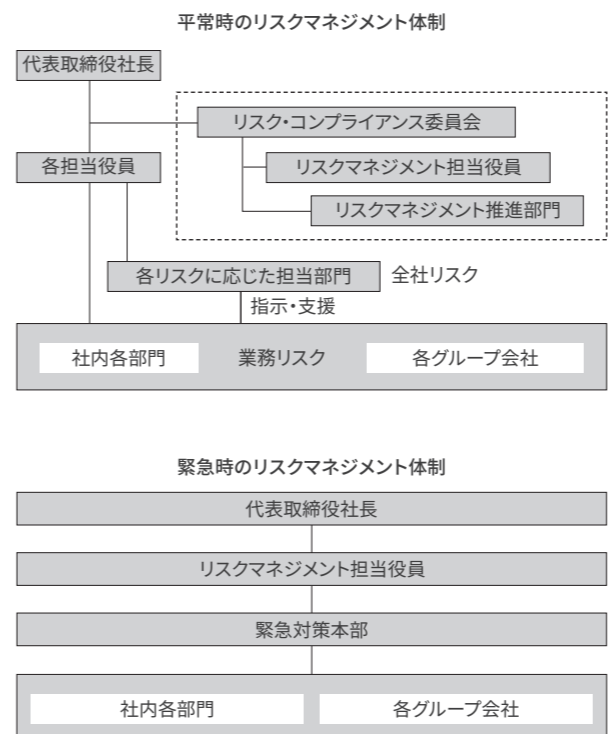 平常時のリスクマネジメント体制
代表取締役社長
リスク・コンプライアンス委員会
各担当役員
リスクマネジメント担当役員
リスクマネジメント推進部門
各リスクに応じた担当部門
全社リスク
指示・支援
社内各部門
業務リスク
各グループ会社
緊急時のリスクマネジメント体制
代表取締役社長
リスクマネジメント担当役員
緊急対策本部
社内各部門
各グループ会社